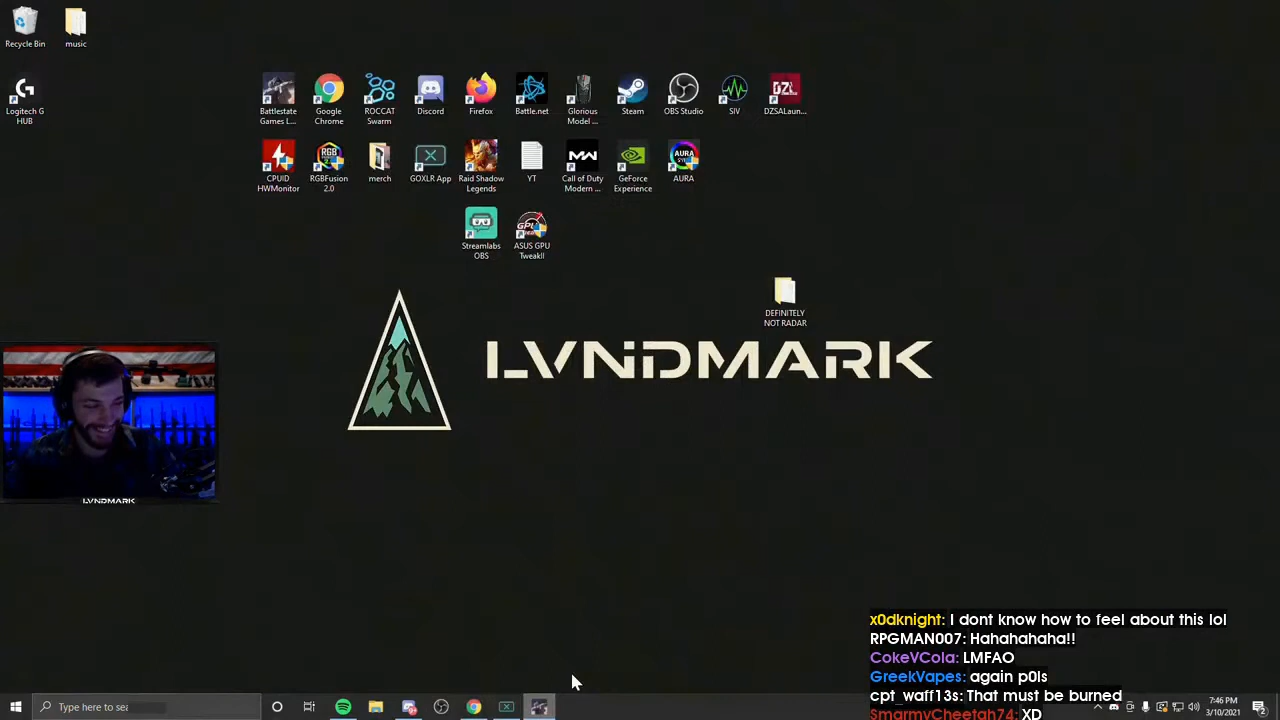 Recycle Bin
music
Logitech G
HUB
Battlestate
Games L...
Google
Chrome
ROCCAT
Swarm
Discord
Firefox
Battle.net
Glorious
Model ...
Steam
OBS Studio
SIV
DZSALaun...
CPUID
HWMonitor
RGBFusion
2.0
merch
GOXLR App
Raid Shadow
Legends
YT
Call of Duty
Modern ...
GeForce
Experience
AURA
Streamlabs
OBS
ASUS GPU
TweakII
DEFINITELY
NOT RADAR
LVNDMARK
LVNDMARK
x0dknight: I dont know how to feel about this lol
RPGMAN007: Hahahahaha!!
CokeVCola: LMFAO
GreekVapes: again p0ls
cpt_waff13s: That must be burned
SmarmyCheetah74: XD
Type here to sea
7:46 PM
3/10/2021